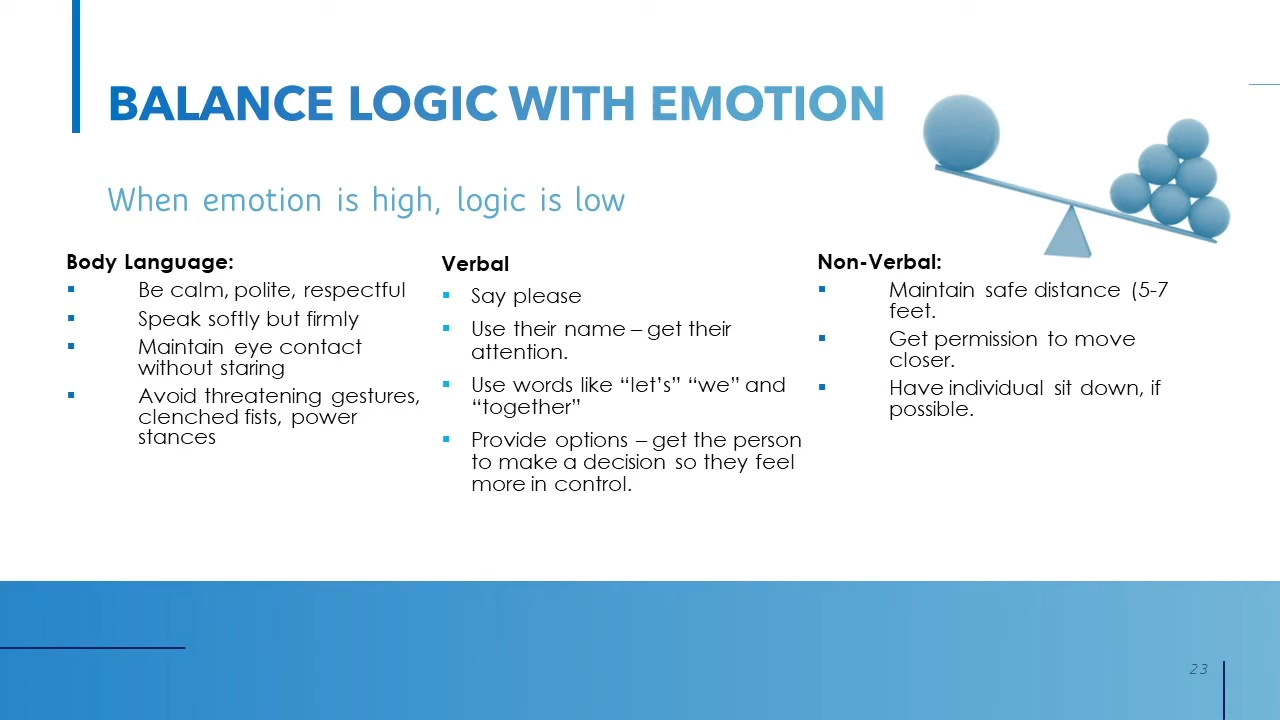 BALANCE LOGIC WITH EMOTION
When emotion is high, logic is low
Body Language:
▪ Be calm, polite, respectful
▪ Speak softly but firmly
▪ Maintain eye contact
without staring
▪ Avoid threatening gestures,
clenched fists, power
stances
Verbal
▪ Say please
▪ Use their name – get their
attention.
▪ Use words like “let’s” “we” and
“together”
▪ Provide options – get the person
to make a decision so they feel
more in control.
Non-Verbal:
▪ Maintain safe distance (5-7
feet.
▪ Get permission to move
closer.
▪ Have individual sit down, if
possible.
23